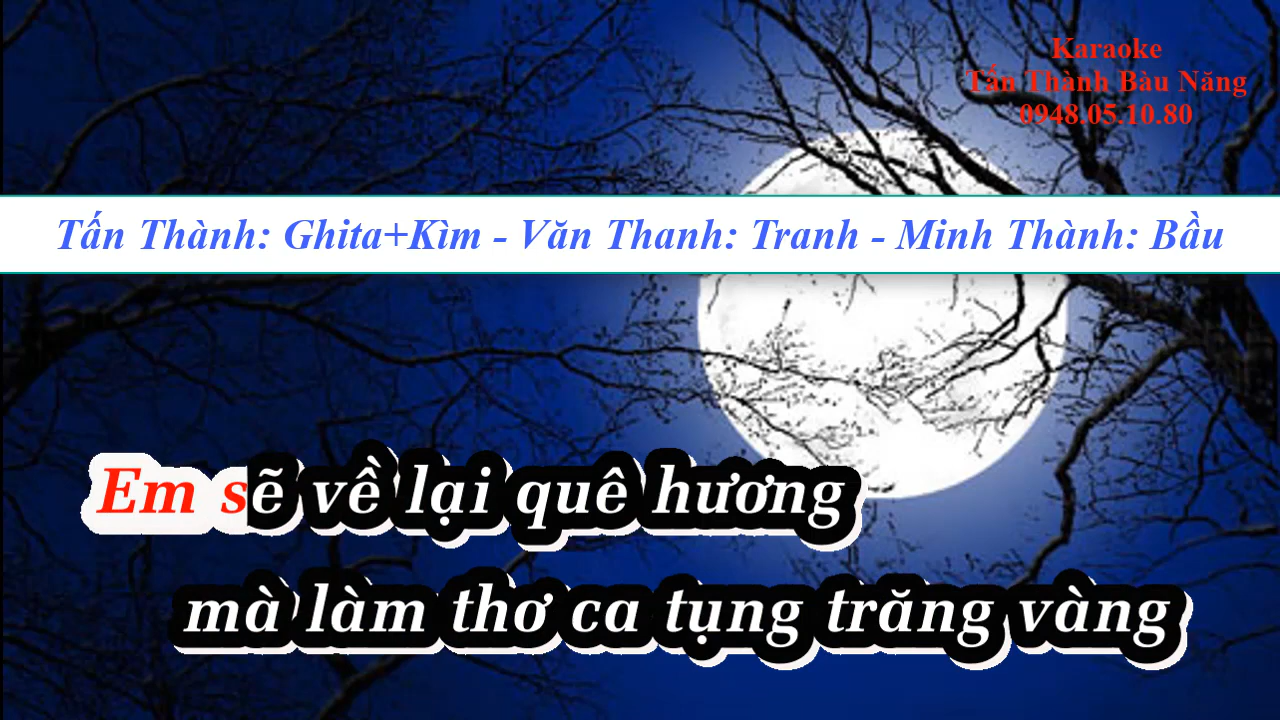 Karaoke
Tấn Thành Bàu Năng
0948.05.10.80
Tấn Thành: Ghita+Kìm - Văn Thanh: Tranh - Minh Thành: Bầu
Em sẽ về lại quê hương
mà làm thơ ca tụng trăng vàng